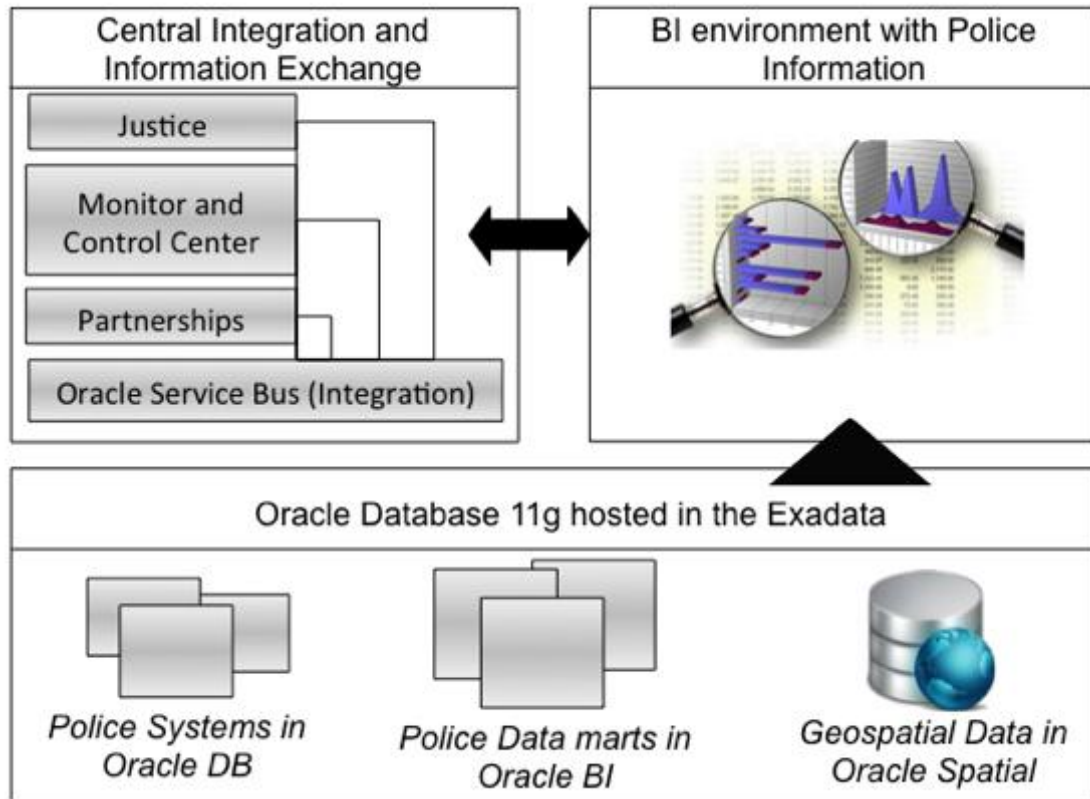 Central Integration and
Information Exchange
Justice
Monitor and
Control Center
Partnerships
Oracle Service Bus (Integration)
BI environment with Police
Information
Oracle Database 11g hosted in the Exadata
Police Systems in
Oracle DB
Police Data marts in
Oracle BI
Geospatial Data in
Oracle Spatial